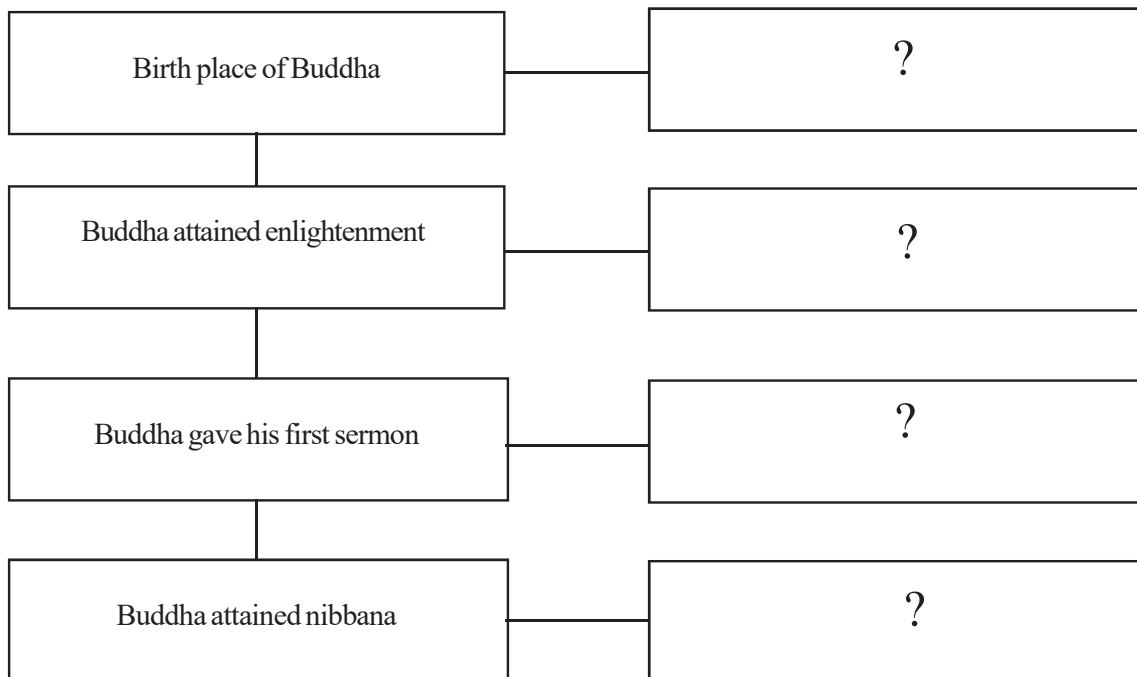 Birth place of Buddha
?
Buddha attained enlightenment
?
Buddha gave his first sermon
?
Buddha attained nibbana
?